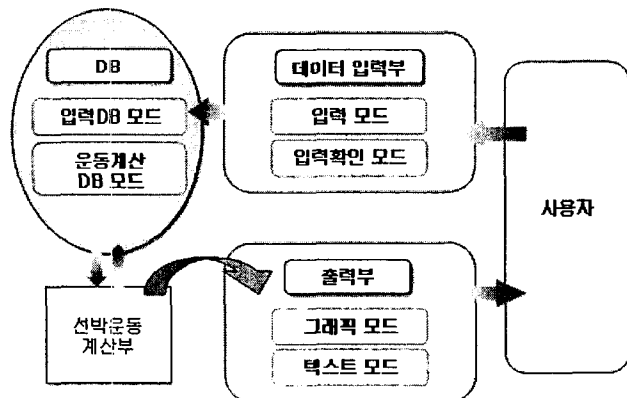 DB
입력DB 모드
운동계산
DB 모드
데이터 입력부
입력 모드
입력확인 모드
사용자
선박운동
계산부
출력부
그래픽 모드
텍스트 모드